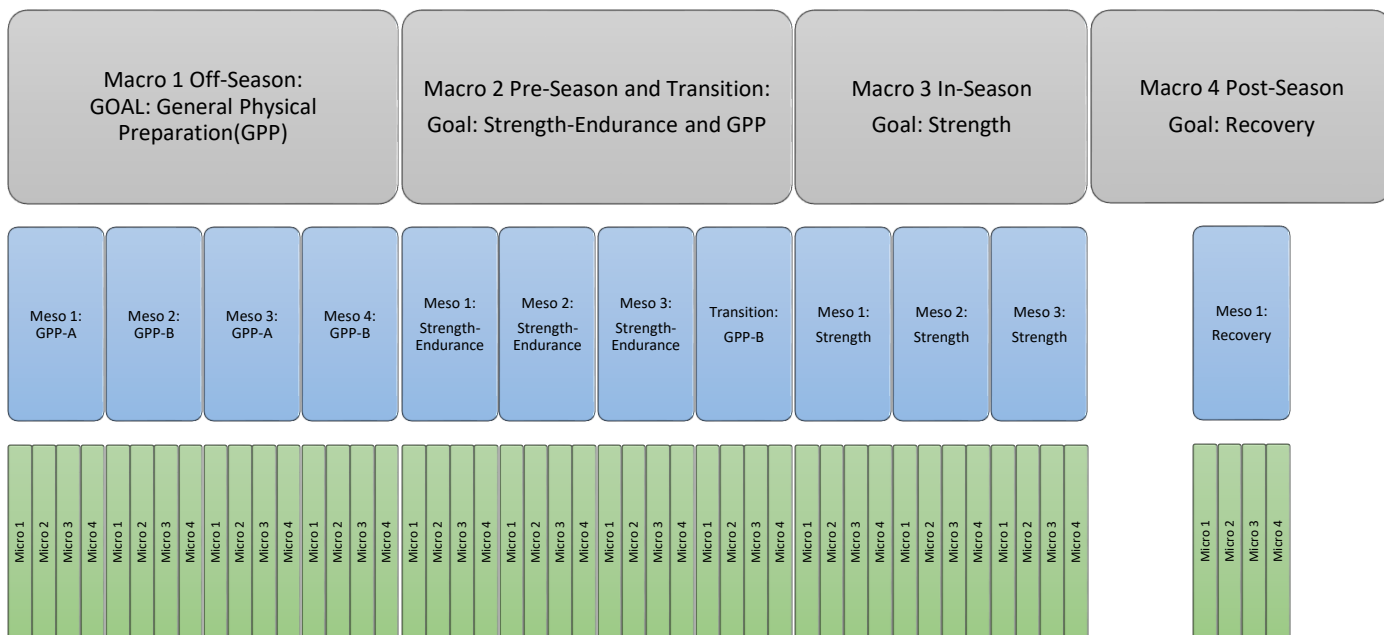 Macro 1 Off-Season:
GOAL: General Physical
Preparation(GPP)
Macro 2 Pre-Season and Transition:
Goal: Strength-Endurance and GPP
Macro 3 In-Season
Goal: Strength
Macro 4 Post-Season
Goal: Recovery
Meso 1:
GPP-A
Meso 2:
GPP-B
Meso 3:
GPP-A
Meso 4:
GPP-B
Meso 1:
Strength-
Endurance
Meso 2:
Strength-
Endurance
Meso 3:
Strength-
Endurance
Transition:
GPP-B
Meso 1:
Strength
Meso 2:
Strength
Meso 3:
Strength
Meso 1:
Recovery
Micro 1
Micro 2
Micro 3
Micro 4
Micro 1
Micro 2
Micro 3
Micro 4
Micro 1
Micro 2
Micro 3
Micro 4
Micro 1
Micro 2
Micro 3
Micro 4
Micro 1
Micro 2
Micro 3
Micro 4
Micro 1
Micro 2
Micro 3
Micro 4
Micro 1
Micro 2
Micro 3
Micro 4
Micro 1
Micro 2
Micro 3
Micro 4
Micro 1
Micro 2
Micro 3
Micro 4
Micro 1
Micro 2
Micro 3
Micro 4
Micro 1
Micro 2
Micro 3
Micro 4
Micro 1
Micro 2
Micro 3
Micro 4